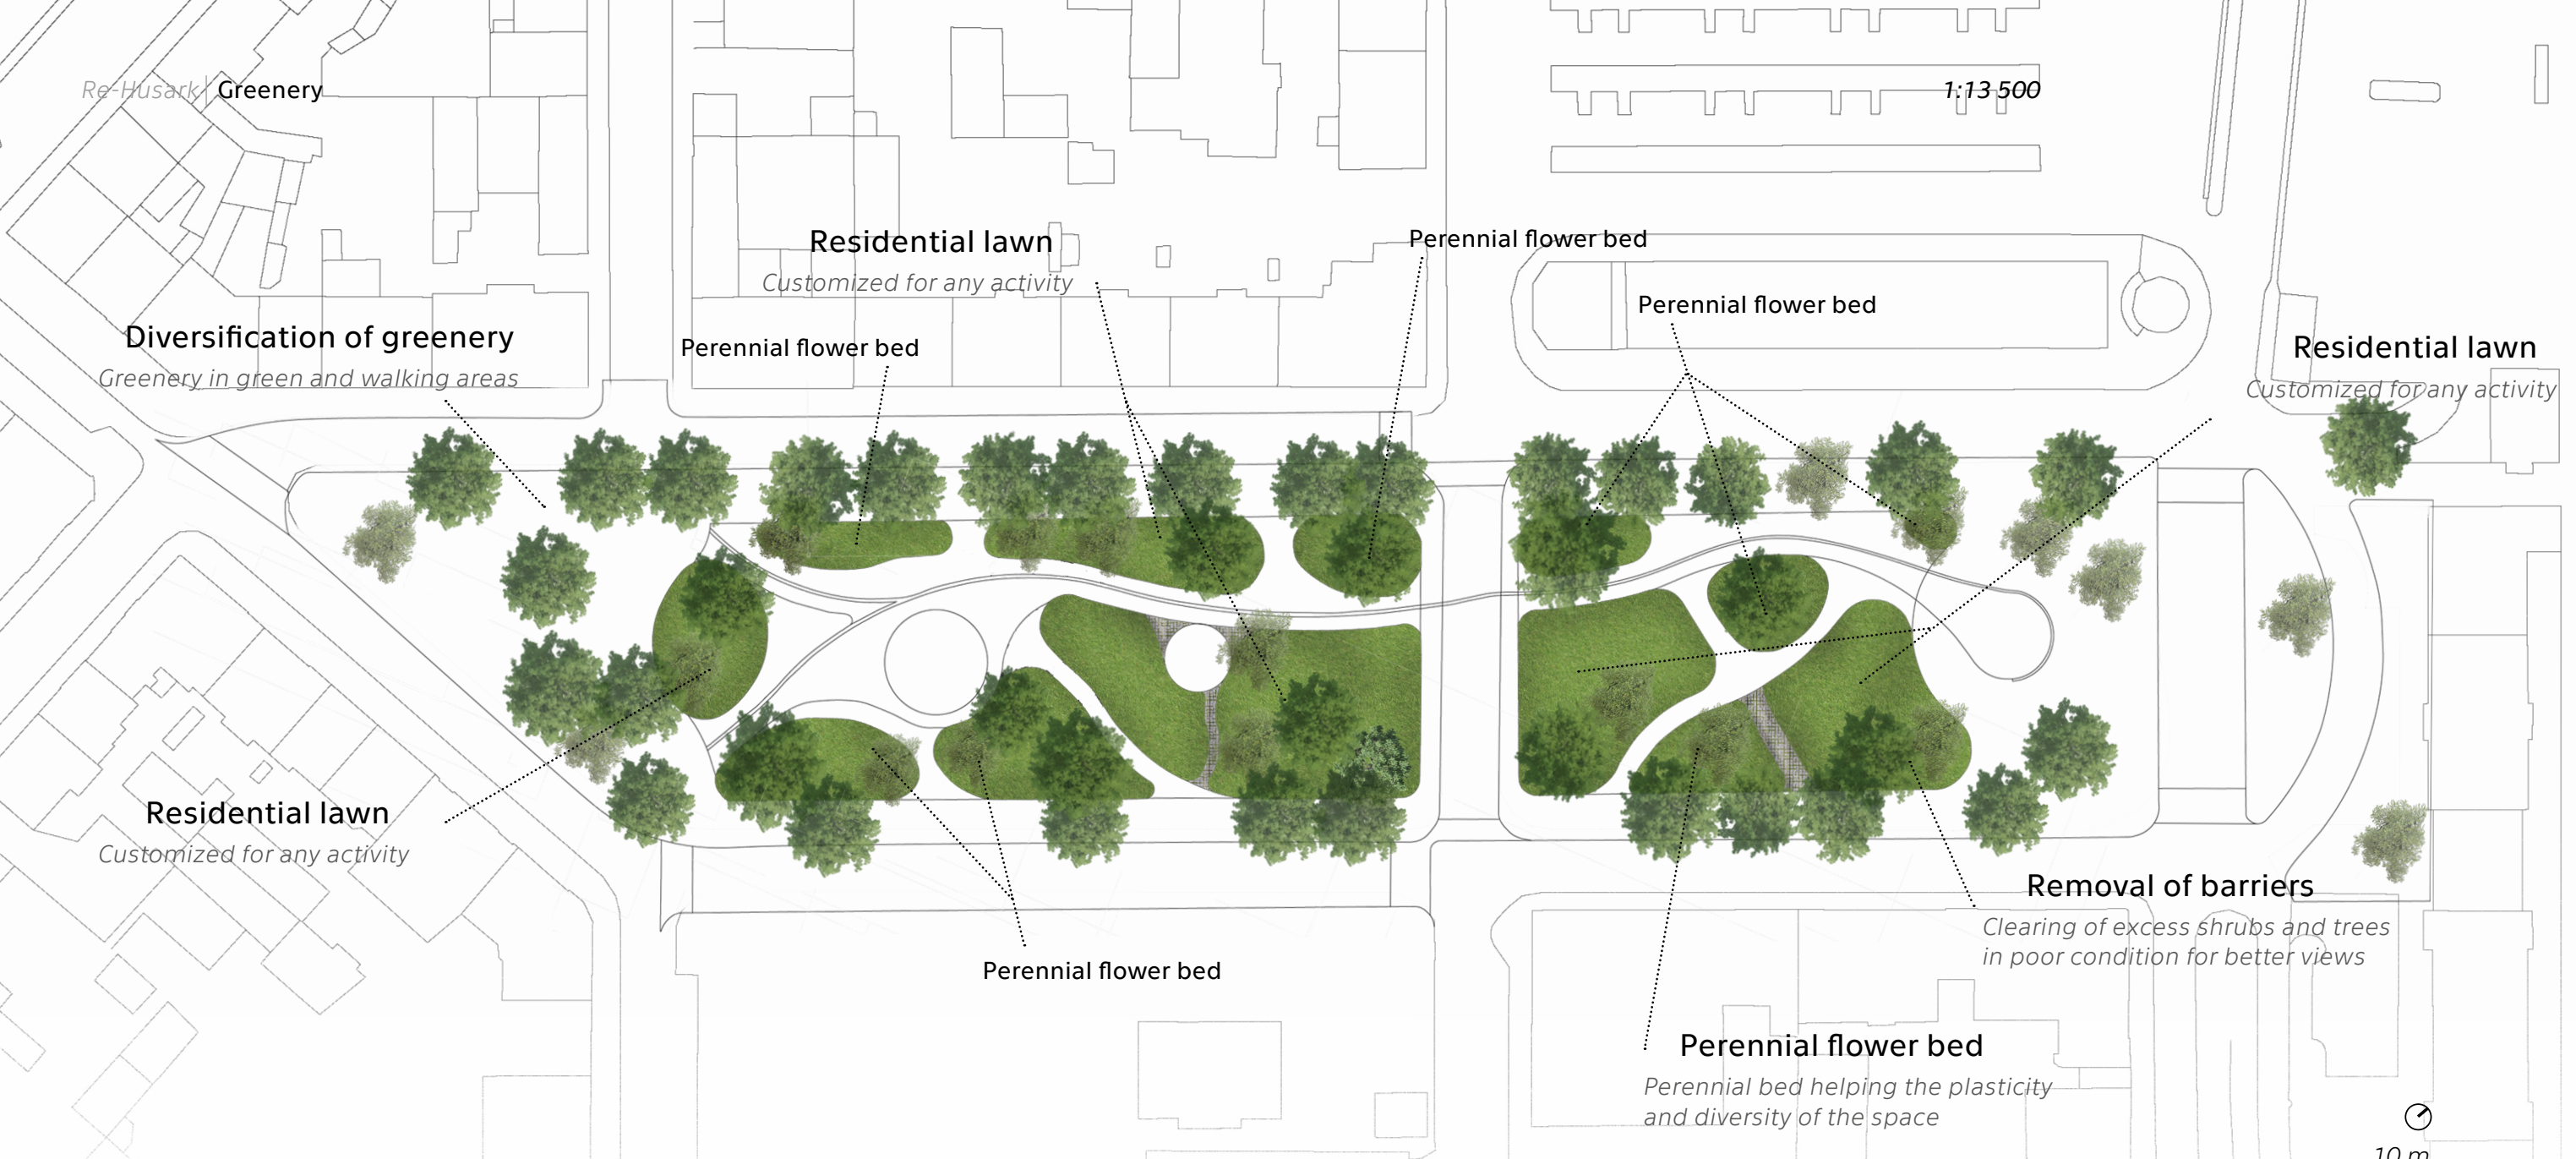 Re-Husark | Greenery
1:13 500
Residential lawn
Customized for any activity
Perennial flower bed
Perennial flower bed
Diversification of greenery
Greenery in green and walking areas
Perennial flower bed
Residential lawn
Customized for any activity
Residential lawn
Customized for any activity
Removal of barriers
Clearing of excess shrubs and trees
in poor condition for better views
Perennial flower bed
Perennial flower bed
Perennial bed helping the plasticity
and diversity of the space
10 m